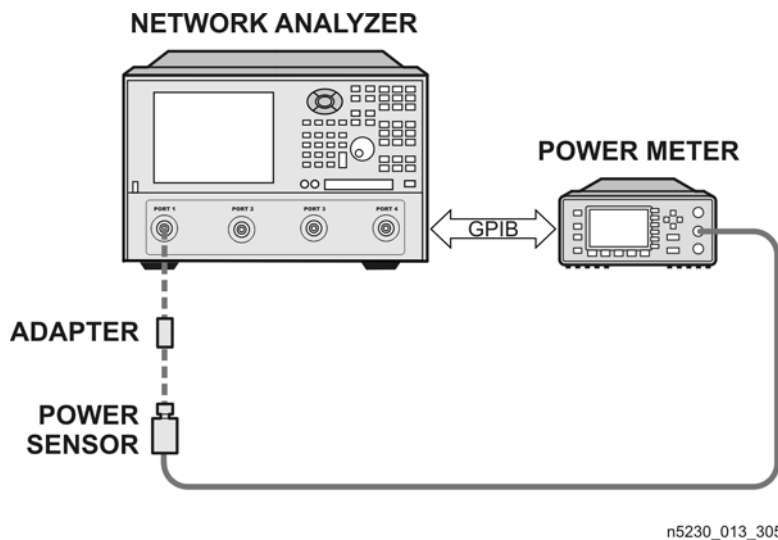 NETWORK ANALYZER
POWER METER
PORT 1
PORT 2
PORT 3
PORT 4
GPIB
ADAPTER
POWER
SENSOR
n5230_013_305